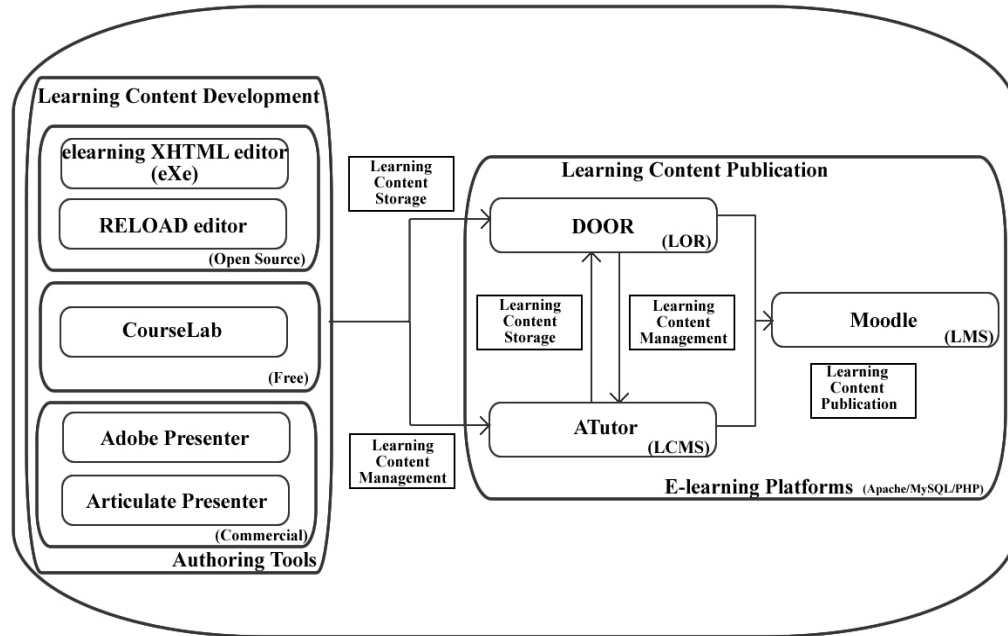 Learning Content Development
elearning XHTML editor
(eXe)
RELOAD editor
(Open Source)
CourseLab
(Free)
Adobe Presenter
Articulate Presenter
(Commercial)
Authoring Tools
Learning
Content
Storage
Learning
Content
Management
Learning Content Publication
DOOR
(LOR)
Learning
Content
Storage
Learning
Content
Management
ATutor
(LCMS)
Moodle
(LMS)
Learning
Content
Publication
E-learning Platforms (Apache/MySQL/PHP)